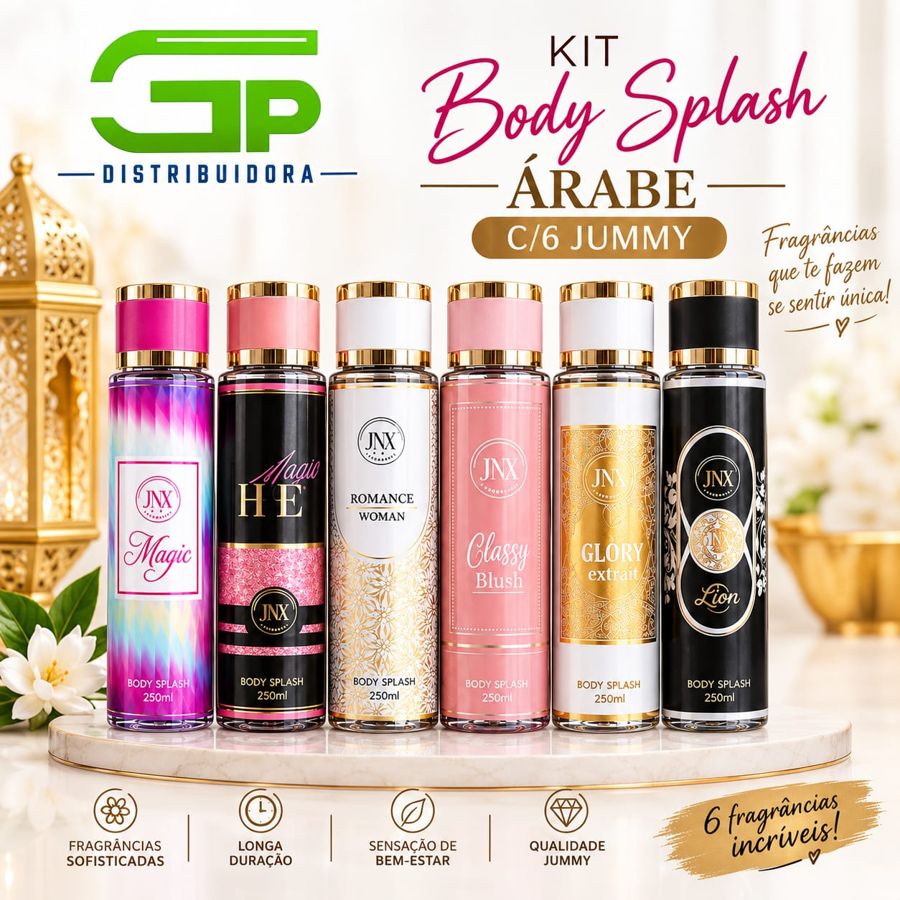 GP
DISTRIBUIDORA
KIT
Body Splash
ÁRABE
C/6 JUMMY
Fragrâncias
que te fazem
se sentir única!
JNX
Magic
BODY SPLASH
250ml
Magic
HÉ
JNX
BODY SPLASH
250ml
JNX
ROMANCE
WOMAN
BODY SPLASH
250ml
JNX
Classy
Blush
BODY SPLASH
250ml
JNX
GLORY
extrait
BODY SPLASH
250ml
JNX
Lion
BODY SPLASH
250ml
FRAGRÂNCIAS
SOFISTICADAS
LONGA
DURAÇÃO
SENSAÇÃO DE
BEM-ESTAR
QUALIDADE
JUMMY
6 fragrâncias
incríveis!